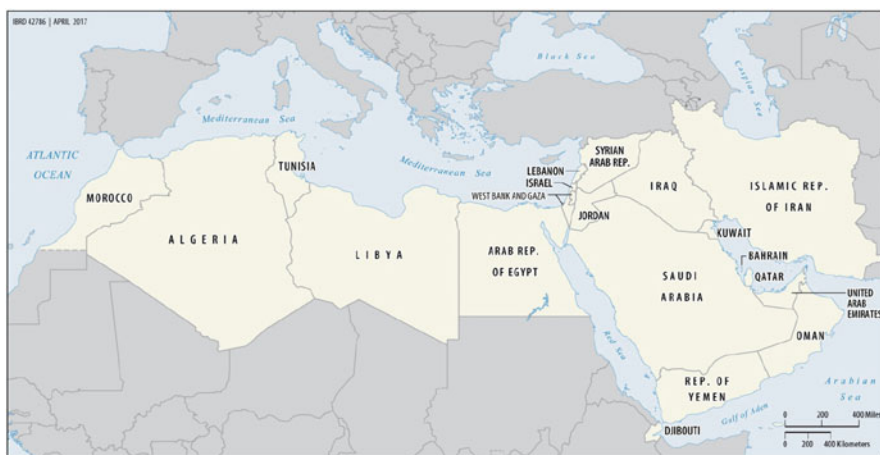 IBRD 42786 | APRIL 2017
Black Sea
Caspian Sea
Mediterranean Sea
ATLANTIC
OCEAN
TUNISIA
Mediterranean Sea
SYRIAN
ARAB REP.
LEBANON
ISRAEL
WEST BANK AND GAZA
IRAQ
ISLAMIC REP.
OF IRAN
MOROCCO
JORDAN
ALGERIA
LIBYA
ARAB REP.
OF EGYPT
KUWAIT
BAHRAIN
QATAR
SAUDI
ARABIA
UNITED
ARAB
EMIRATES
OMAN
Red Sea
REP. OF
YEMEN
Arabian
Sea
Gulf of Aden
DJIBOUTI
0 200 400 Miles
0 200 400 Kilometers